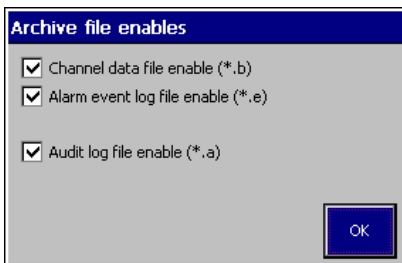 Archive file enables
Channel data file enable (*.b)
Alarm event log file enable (*.e)
Audit log file enable (*.a)
OK